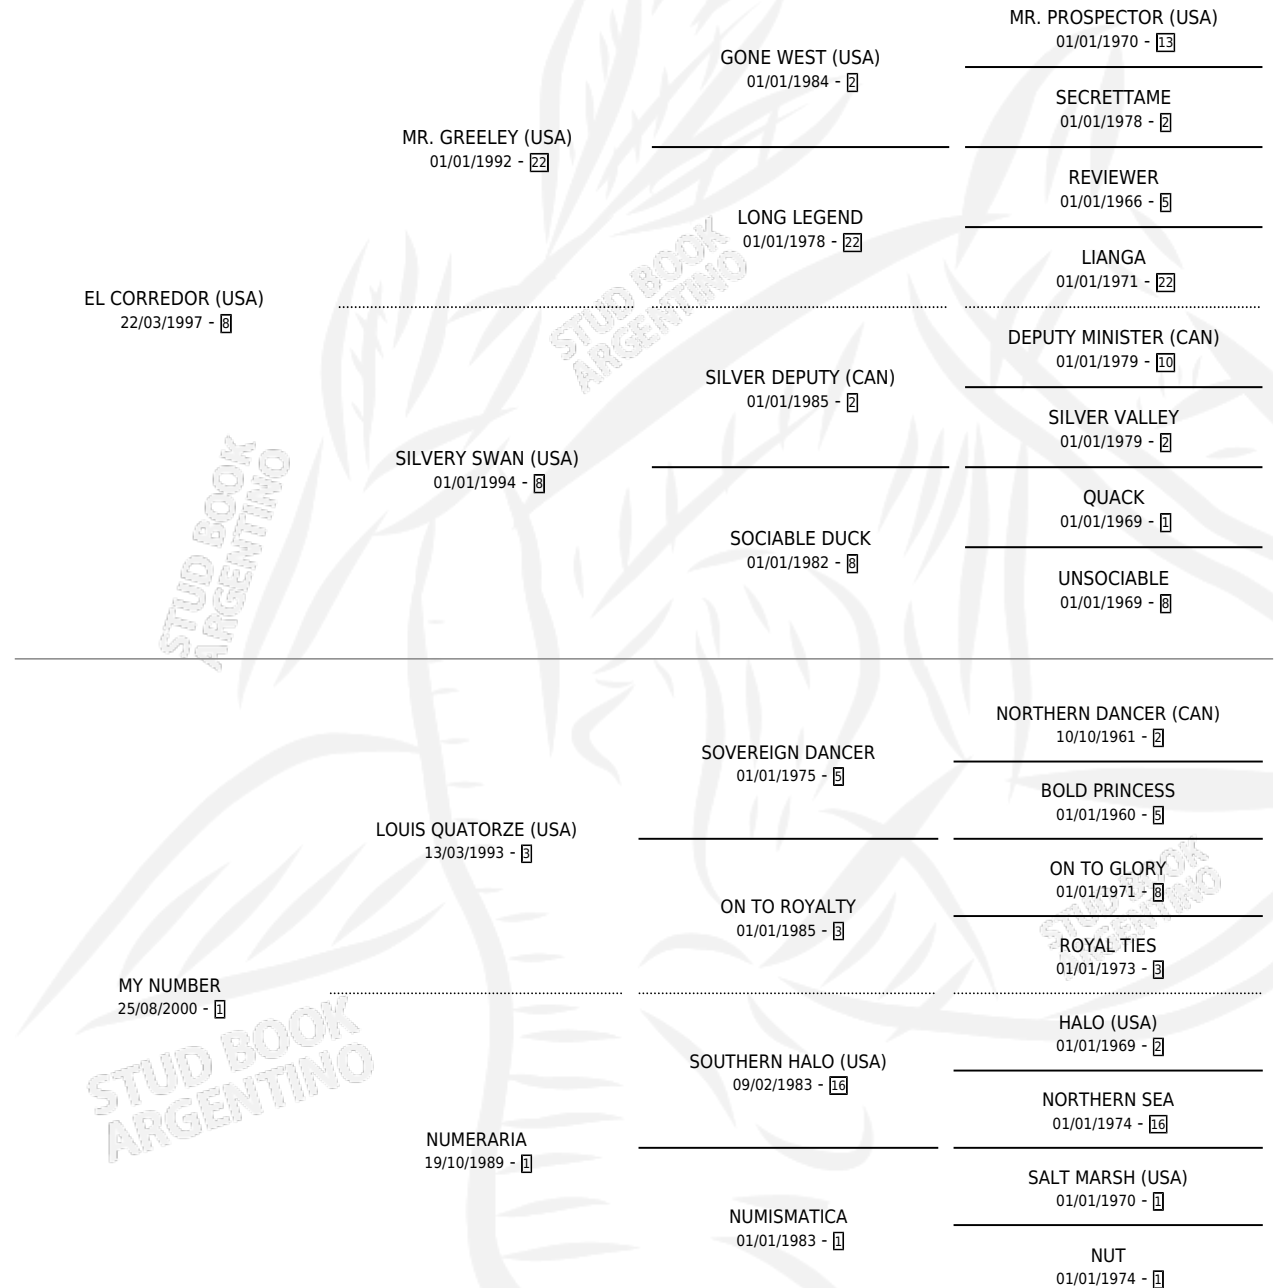 MR. PROSPECTOR (USA)
01/01/1970 - 13
GONE WEST (USA)
01/01/1984 - 2
SECRETTAME
01/01/1978 - 2
MR. GREELEY (USA)
01/01/1992 - 22
REVIEWER
01/01/1966 - 5
LONG LEGEND
01/01/1978 - 22
LIANGA
01/01/1971 - 22
EL CORREDOR (USA)
22/03/1997 - 8
DEPUTY MINISTER (CAN)
01/01/1979 - 10
SILVER DEPUTY (CAN)
01/01/1985 - 2
SILVER VALLEY
01/01/1979 - 2
SILVERY SWAN (USA)
01/01/1994 - 8
QUACK
01/01/1969 - 1
SOCIABLE DUCK
01/01/1982 - 8
UNSOCIABLE
01/01/1969 - 8
NORTHERN DANCER (CAN)
10/10/1961 - 2
SOVEREIGN DANCER
01/01/1975 - 5
BOLD PRINCESS
01/01/1960 - 5
LOUIS QUATORZE (USA)
13/03/1993 - 3
ON TO GLORY
01/01/1971 - 8
ON TO ROYALTY
01/01/1985 - 3
ROYAL TIES
01/01/1973 - 3
MY NUMBER
25/08/2000 - 1
HALO (USA)
01/01/1969 - 2
SOUTHERN HALO (USA)
09/02/1983 - 16
NORTHERN SEA
01/01/1974 - 16
NUMERARIA
19/10/1989 - 1
SALT MARSH (USA)
01/01/1970 - 1
NUMISMATICA
01/01/1983 - 1
NUT
01/01/1974 - 1
STUD BOOK
ARGENTINO
STUD BOOK
ARGENTINO
STUD BOOK
ARGENTINO
STUD BOOK
ARGENTINO